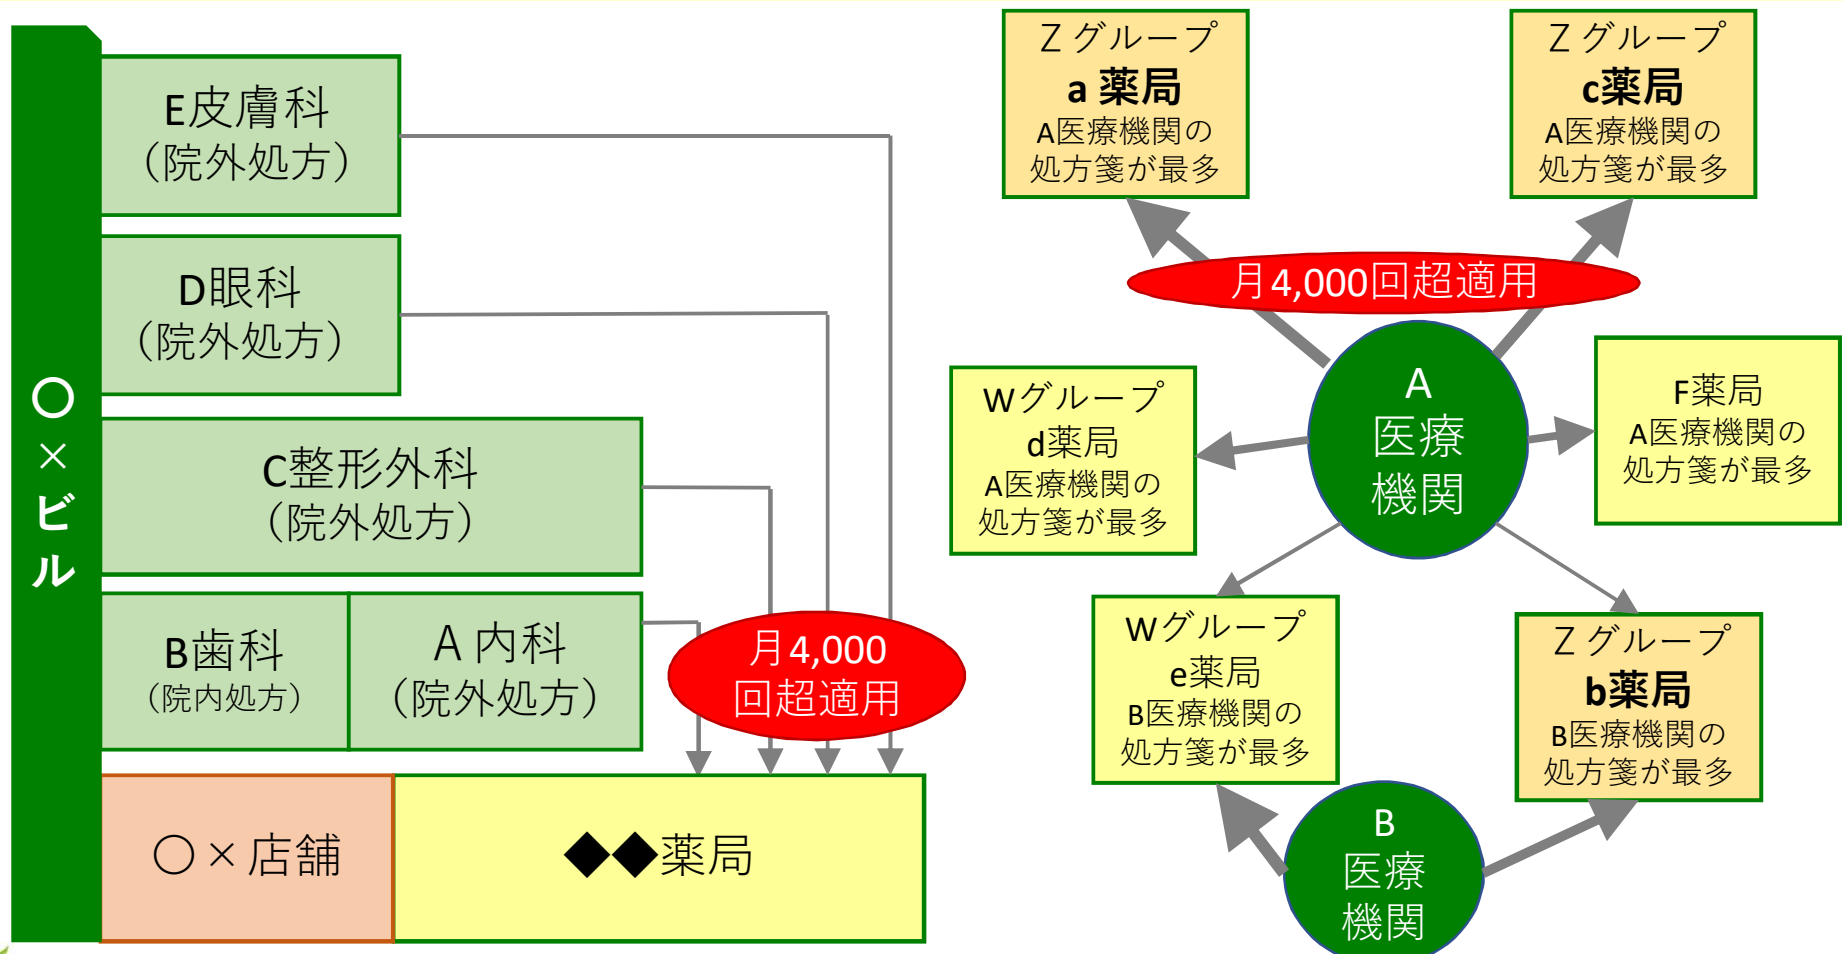 〇×ビル
E皮膚科
（院外処方）
D眼科
（院外処方）
C整形外科
（院外処方）
B歯科
（院内処方）
A 内科
（院外処方）
月4,000
回超適用
〇×店舗
◆◆薬局
Z グループ
a 薬局
A医療機関の
処方箋が最多
Z グループ
c薬局
A医療機関の
処方箋が最多
月4,000回超適用
A
医療
機関
Wグループ
d薬局
A医療機関の
処方箋が最多
F薬局
A医療機関の
処方箋が最多
Wグループ
e薬局
B医療機関の
処方箋が最多
Z グループ
b薬局
B医療機関の
処方箋が最多
B
医療
機関